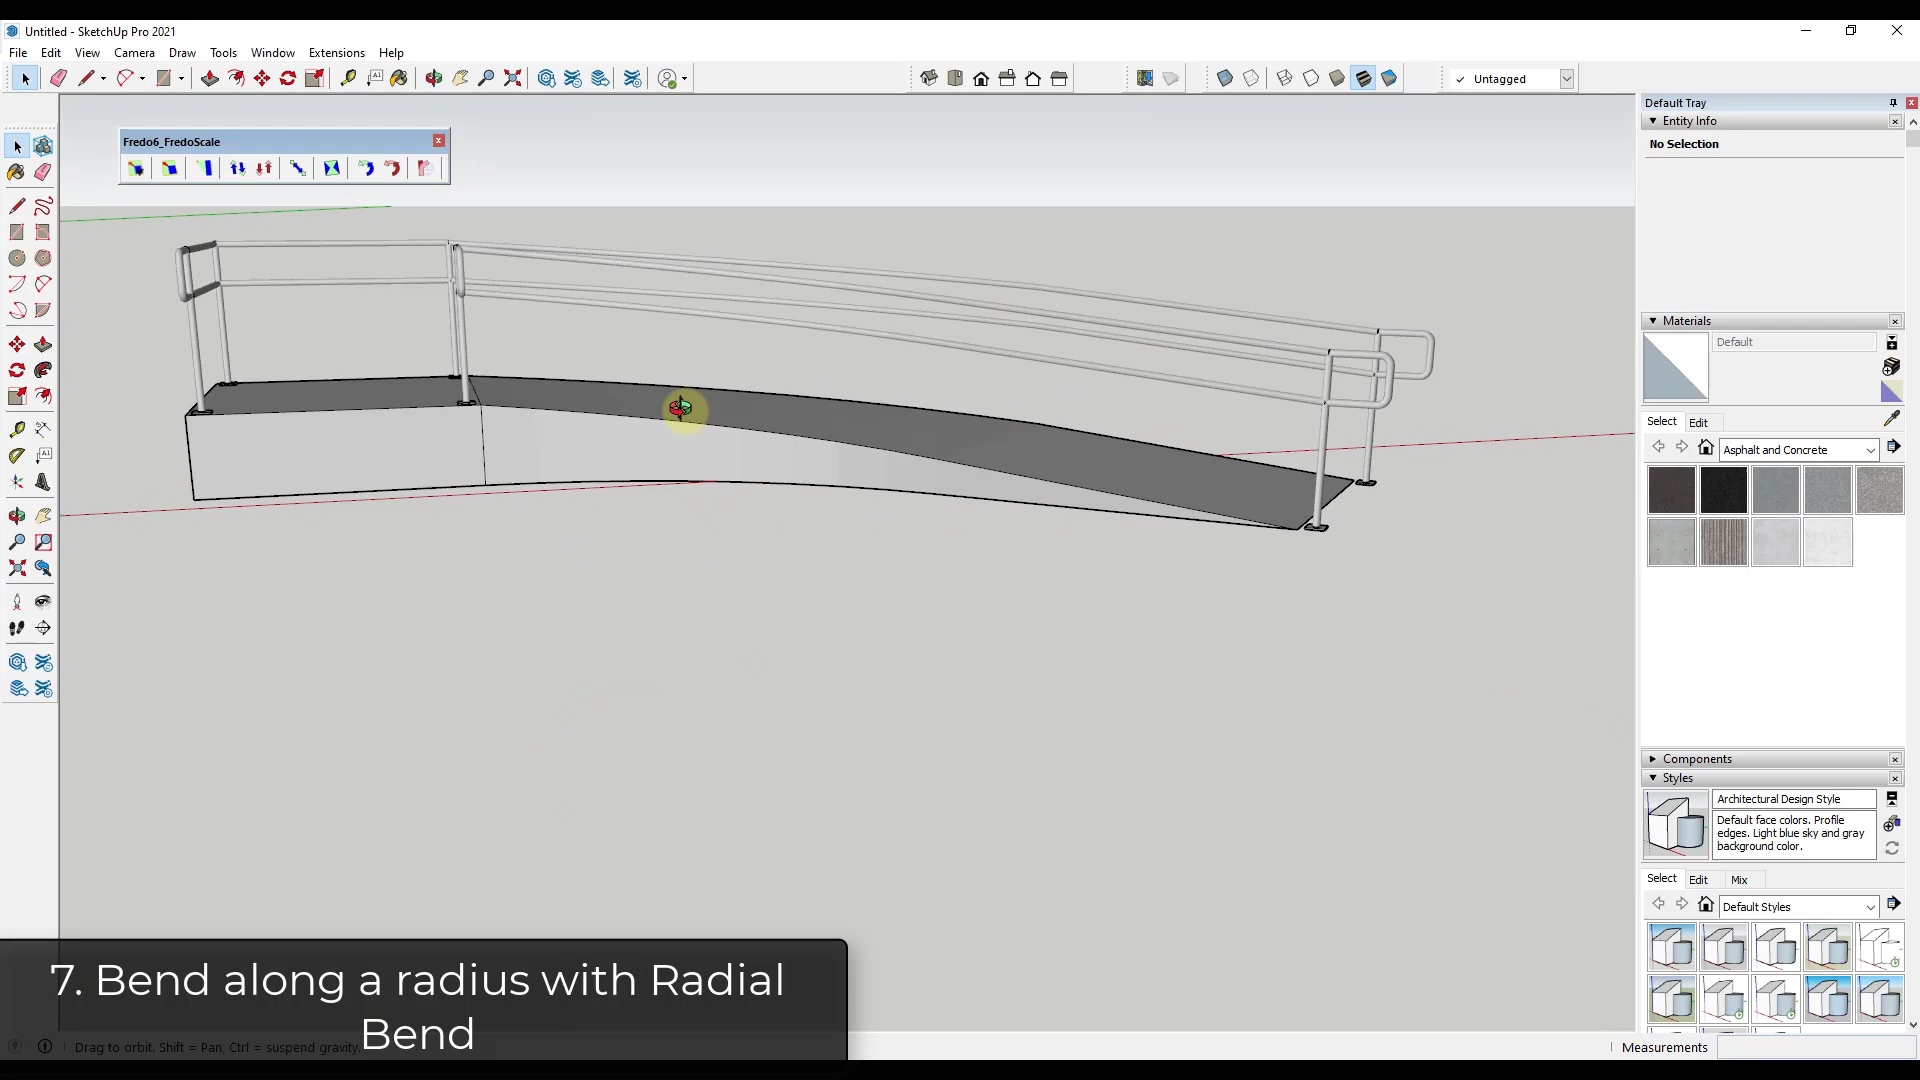 Untitled - SketchUp Pro 2021
File Edit View Camera Draw Tools Window Extensions Help
Untagged
Default Tray
Fredo6_FredoScale
Entity Info
No Selection
Materials
Default
Select Edit
Asphalt and Concrete
Components
Styles
Architectural Design Style
Default face colors. Profile
edges. Light blue sky and gray
background color.
Select Edit Mix
Default Styles
7. Bend along a radius with Radial
Bend
Drag to orbit. Shift = Pan, Ctrl = suspend gravity.
Measurements